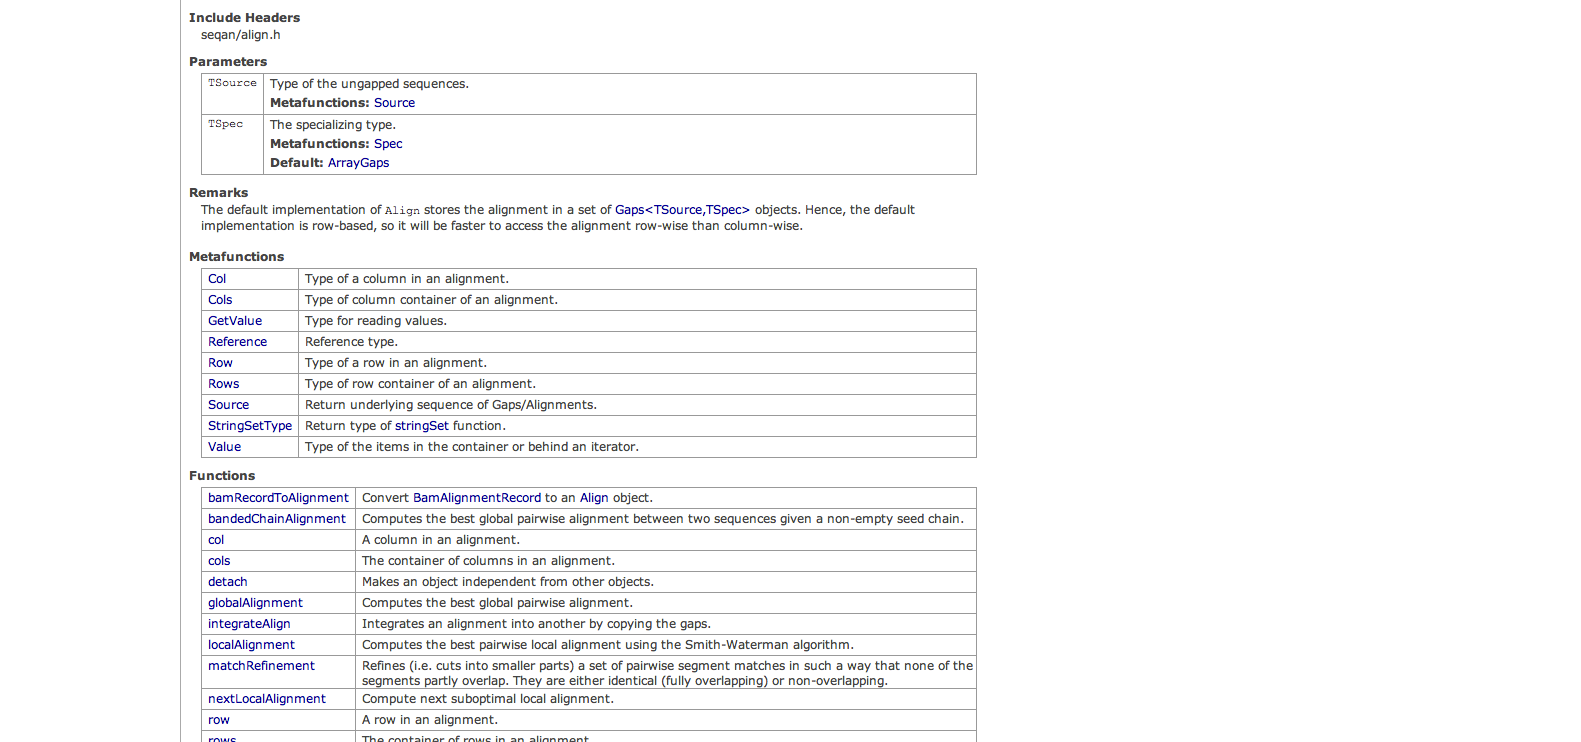 Include Headers
seqan/align.h
Parameters
TSource Type of the ungapped sequences.
Metafunctions: Source
TSpec The specializing type.
Metafunctions: Spec
Default: ArrayGaps
Remarks
The default implementation of Align stores the alignment in a set of Gaps<TSource,TSpec> objects. Hence, the default
implementation is row-based, so it will be faster to access the alignment row-wise than column-wise.
Metafunctions
Col Type of a column in an alignment.
Cols Type of column container of an alignment.
GetValue Type for reading values.
Reference Reference type.
Row Type of a row in an alignment.
Rows Type of row container of an alignment.
Source Return underlying sequence of Gaps/Alignments.
StringSetType Return type of stringSet function.
Value Type of the items in the container or behind an iterator.
Functions
bamRecordToAlignment Convert BamAlignmentRecord to an Align object.
bandedChainAlignment Computes the best global pairwise alignment between two sequences given a non-empty seed chain.
col A column in an alignment.
cols The container of columns in an alignment.
detach Makes an object independent from other objects.
globalAlignment Computes the best global pairwise alignment.
integrateAlign Integrates an alignment into another by copying the gaps.
localAlignment Computes the best pairwise local alignment using the Smith-Waterman algorithm.
matchRefinement Refines (i.e. cuts into smaller parts) a set of pairwise segment matches in such a way that none of the
segments partly overlap. They are either identical (fully overlapping) or non-overlapping.
nextLocalAlignment Compute next suboptimal local alignment.
row A row in an alignment.
rows The container of rows in an alignment.